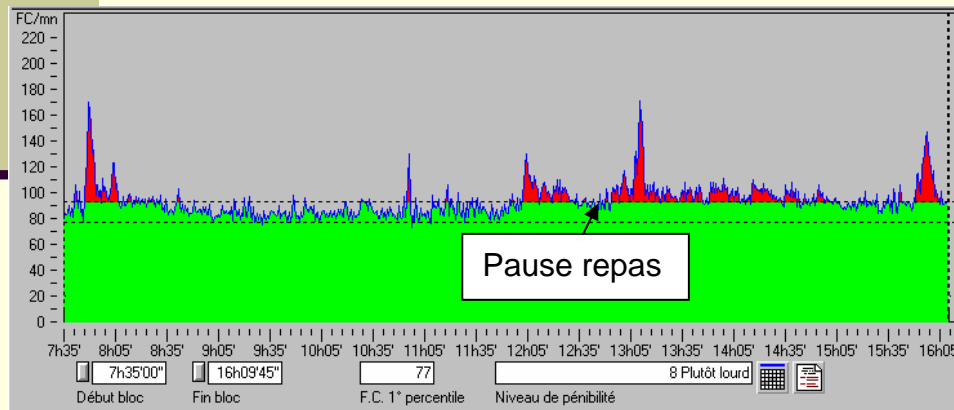 FC/mn
220
200
180
160
140
120
100
80
60
40
20
0
Pause repas
7h35' 8h05' 8h35' 9h05' 9h35' 10h05' 10h35' 11h05' 11h35' 12h05' 12h35' 13h05' 13h35' 14h05' 14h35' 15h05' 15h35' 16h05'
7h35'00" 16h09'45" 77 8 Plutôt lourd
Début bloc Fin bloc F.C. 1° percentile Niveau de pénibilité